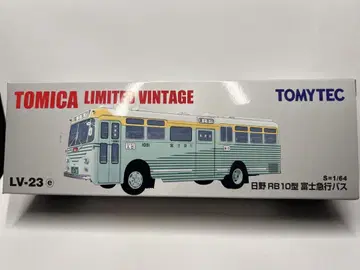 TOMICA LIMITED VINTAGE
TOMYTEC
LV-23 e
S=1/64
日野 RB10型 富士急行バス